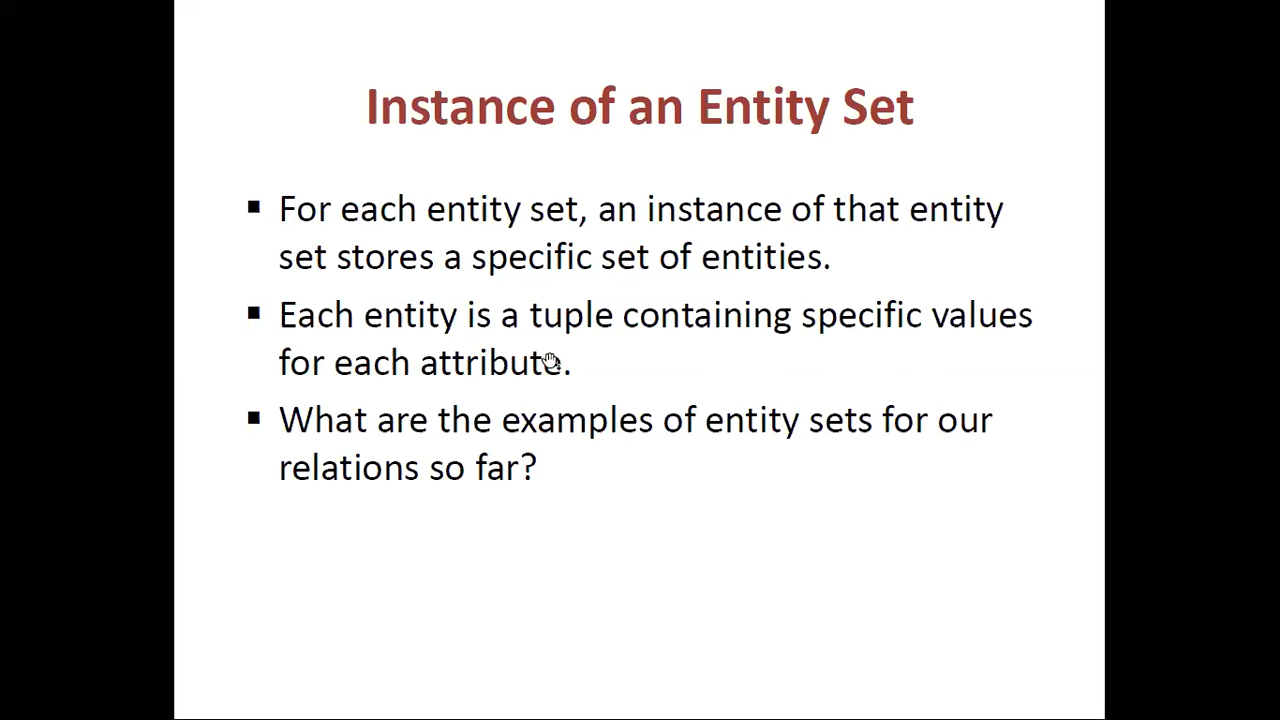 Instance of an Entity Set
▪ For each entity set, an instance of that entity
set stores a specific set of entities.
▪ Each entity is a tuple containing specific values
for each attribute.
▪ What are the examples of entity sets for our
relations so far?